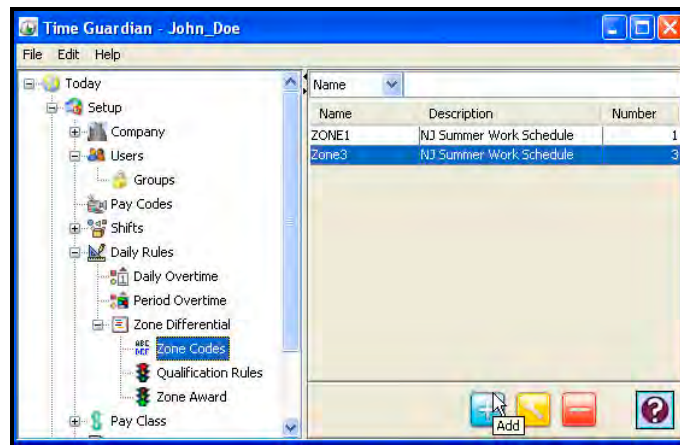 Time Guardian - John_Doe
File Edit Help
Today
Setup
Company
Users
Groups
Pay Codes
Shifts
Daily Rules
Daily Overtime
Period Overtime
Zone Differential
Zone Codes
Qualification Rules
Zone Award
Pay Class
Name
Name Description Number
ZONE1 NJ Summer Work Schedule 1
Zone3 NJ Summer Work Schedule 3
Add